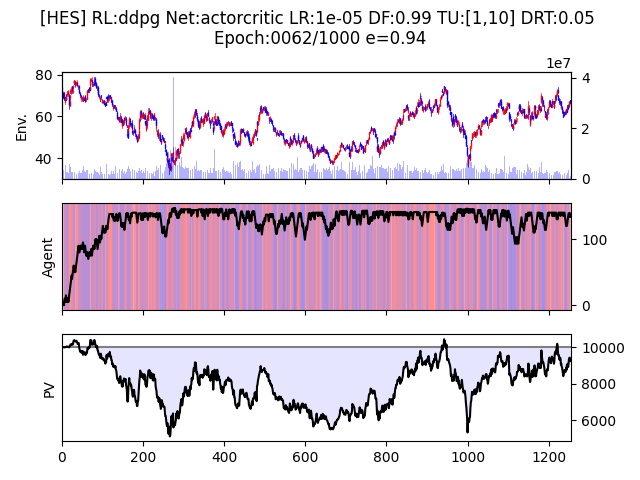 [HES] RL:ddpg Net:actorcritic LR:1e-05 DF:0.99 TU:[1,10] DRT:0.05
Epoch:0062/1000 e=0.94
1e7
80
60
40
Env.
4
2
0
Agent
100
0
PV
10000
8000
6000
0 200 400 600 800 1000 1200